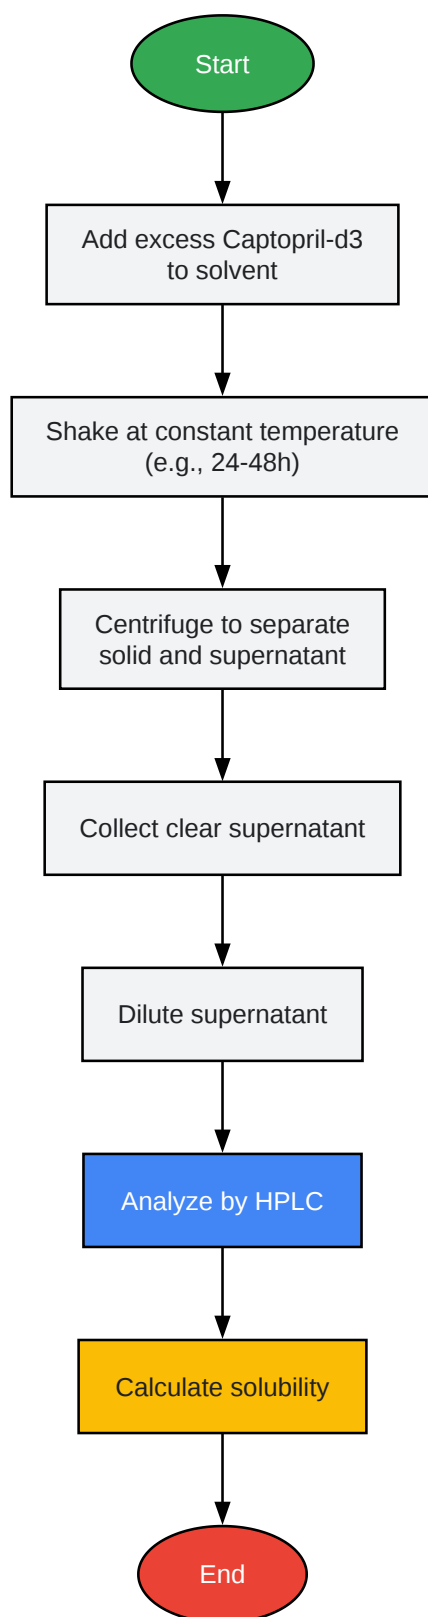 Start
Add excess Captopril-d3
to solvent
Shake at constant temperature
(e.g., 24-48h)
Centrifuge to separate
solid and supernatant
Collect clear supernatant
Dilute supernatant
Analyze by HPLC
Calculate solubility
End